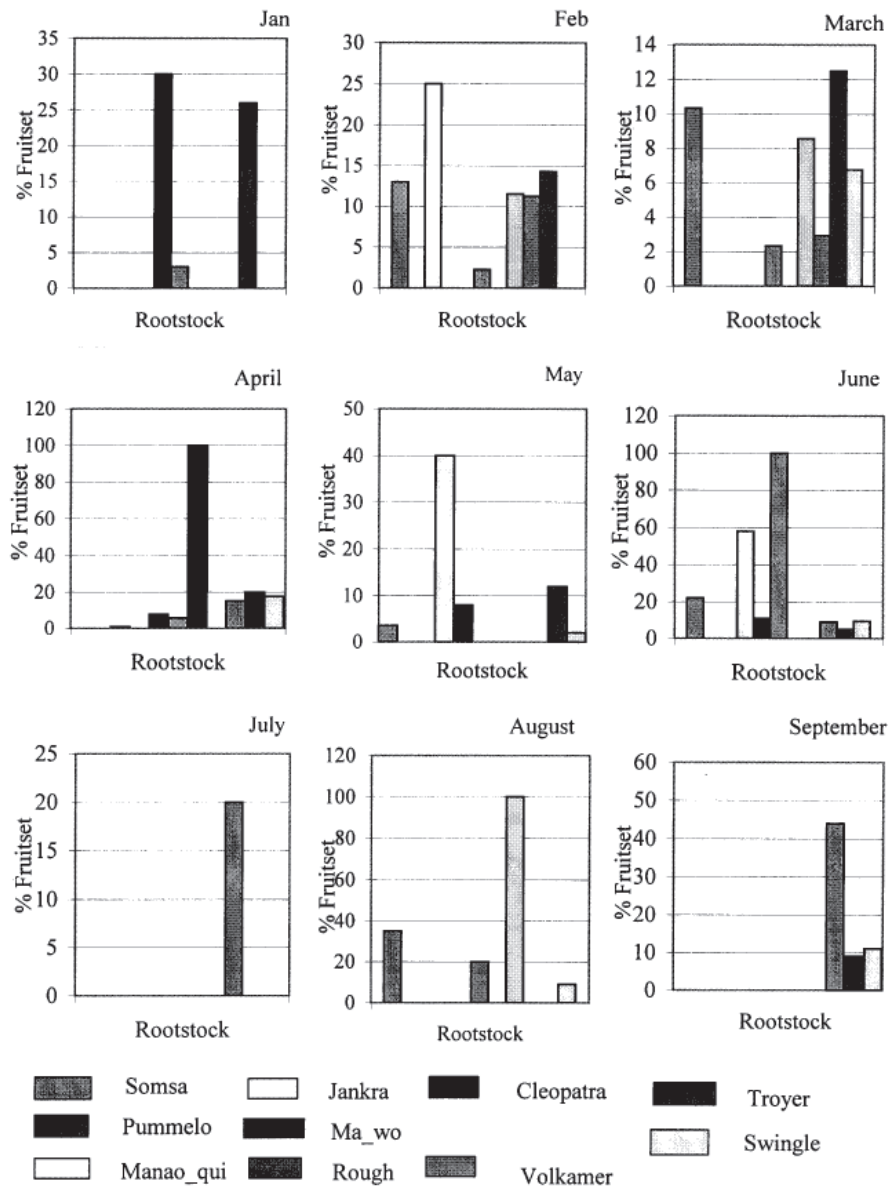 Jan
35
30
25
20
15
10
5
0
% Fruitset
Rootstock
Feb
30
25
20
15
10
5
0
% Fruitset
Rootstock
March
14
12
10
8
6
4
2
0
% Fruitset
Rootstock
April
120
100
80
60
40
20
0
% Fruitset
Rootstock
May
50
40
30
20
10
0
% Fruitset
Rootstock
June
120
100
80
60
40
20
0
% Fruitset
Rootstock
July
25
20
15
10
5
0
% Fruitset
Rootstock
August
120
100
80
60
40
20
0
% Fruitset
Rootstock
September
60
50
40
30
20
10
0
% Fruitset
Rootstock
Somsa Jankra Cleopatra Troyer
Pummelo Ma_wo Swingle
Manao_qui Rough Volkamer